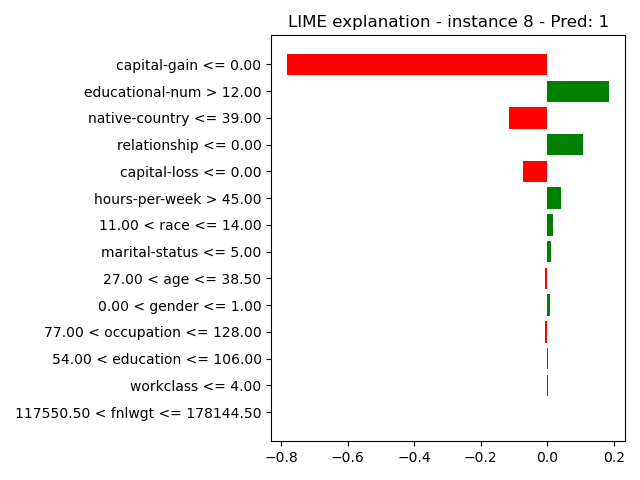 LIME explanation - instance 8 - Pred: 1
capital-gain <= 0.00
educational-num > 12.00
native-country <= 39.00
relationship <= 0.00
capital-loss <= 0.00
hours-per-week > 45.00
11.00 < race <= 14.00
marital-status <= 5.00
27.00 < age <= 38.50
0.00 < gender <= 1.00
77.00 < occupation <= 128.00
54.00 < education <= 106.00
workclass <= 4.00
117550.50 < fnlwgt <= 178144.50
−0.8 −0.6 −0.4 −0.2 0.0 0.2